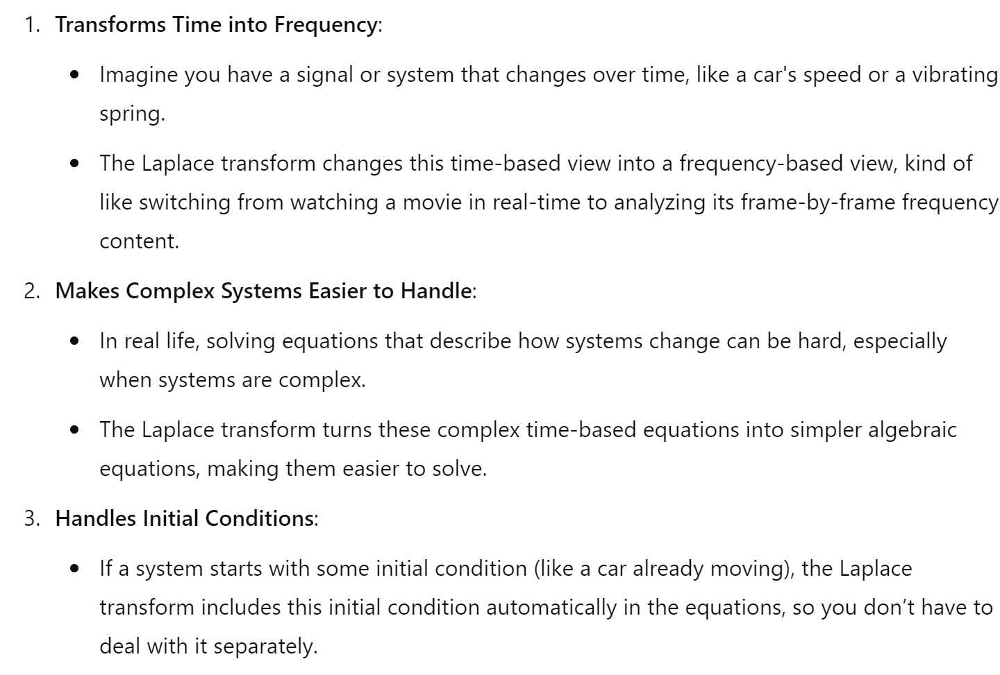 1. Transforms Time into Frequency:
• Imagine you have a signal or system that changes over time, like a car's speed or a vibrating
spring.
• The Laplace transform changes this time-based view into a frequency-based view, kind of
like switching from watching a movie in real-time to analyzing its frame-by-frame frequency
content.
2. Makes Complex Systems Easier to Handle:
• In real life, solving equations that describe how systems change can be hard, especially
when systems are complex.
• The Laplace transform turns these complex time-based equations into simpler algebraic
equations, making them easier to solve.
3. Handles Initial Conditions:
• If a system starts with some initial condition (like a car already moving), the Laplace
transform includes this initial condition automatically in the equations, so you don’t have to
deal with it separately.